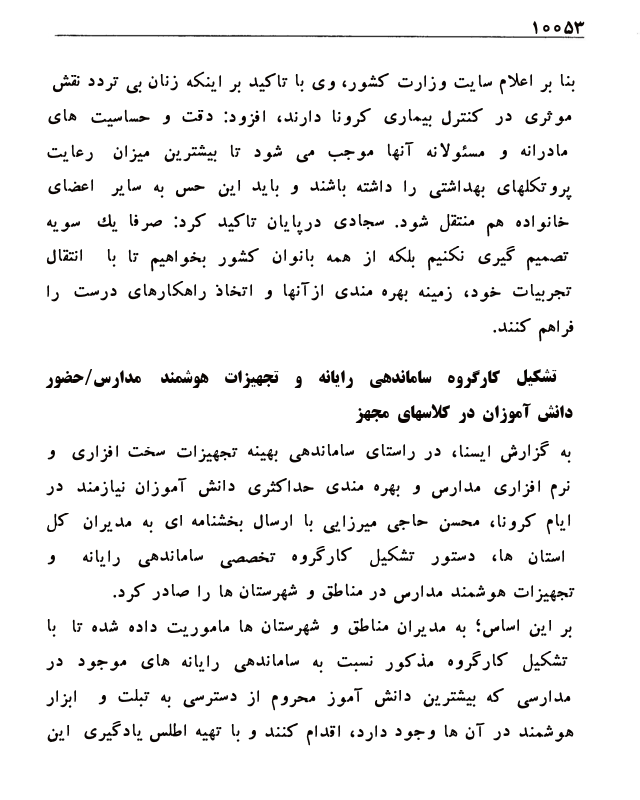 ۱۰۰۵۳
بنا بر اعلام سایت وزارت کشور، وی با تاکید بر اینکه زنان بی تردد نقش
موثری در کنترل بیماری کرونا دارند، افزود: دقت و حساسیت های
مادرانه و مسئولانه آنها موجب می شود تا بیشترین میزان رعایت
پروتکلهای بهداشتی را داشته باشند و باید این حس به سایر اعضای
خانواده هم منتقل شود. سجادی درپایان تاکید کرد: صرفا یك سویه
تصمیم گیری نکنیم بلکه از همه بانوان کشور بخواهیم تا با انتقال
تجربیات خود، زمینه بهره مندی ازآنها و اتخاذ راهکارهای درست را
فراهم کنند.
تشکیل کارگروه ساماندهی رایانه و تجهیزات هوشمند مدارس/حضور
دانش آموزان در کلاسهای مجهز
به گزارش ایسنا، در راستای ساماندهی بهینه تجهیزات سخت افزاری و
نرم افزاری مدارس و بهره مندی حداکثری دانش آموزان نیازمند در
ایام کرونا، محسن حاجی میرزایی با ارسال بخشنامه ای به مدیران کل
استان ها، دستور تشکیل کارگروه تخصصی ساماندهی رایانه و
تجهیزات هوشمند مدارس در مناطق و شهرستان ها را صادر کرد.
بر این اساس؛ به مدیران مناطق و شهرستان ها ماموریت داده شده تا با
تشکیل کارگروه مذکور نسبت به ساماندهی رایانه های موجود در
مدارسی که بیشترین دانش آموز محروم از دسترسی به تبلت و ابزار
هوشمند در آن ها وجود دارد، اقدام کنند و با تهیه اطلس یادگیری این